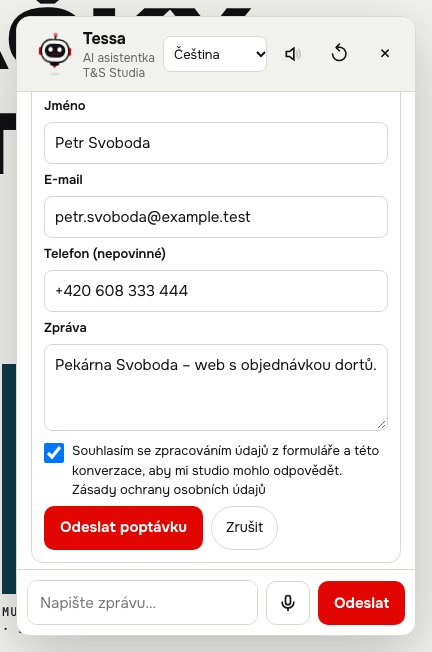 Tessa
AI asistentka
T&S Studia
Čeština
Jméno
Petr Svoboda
E-mail
petr.svoboda@example.test
Telefon (nepovinné)
+420 608 333 444
Zpráva
Pekárna Svoboda – web s objednávkou dortů.
Souhlasím se zpracováním údajů z formuláře a této
konverzace, aby mi studio mohlo odpovědět.
Zásady ochrany osobních údajů
Odeslat poptávku
Zrušit
Napište zprávu...
Odeslat